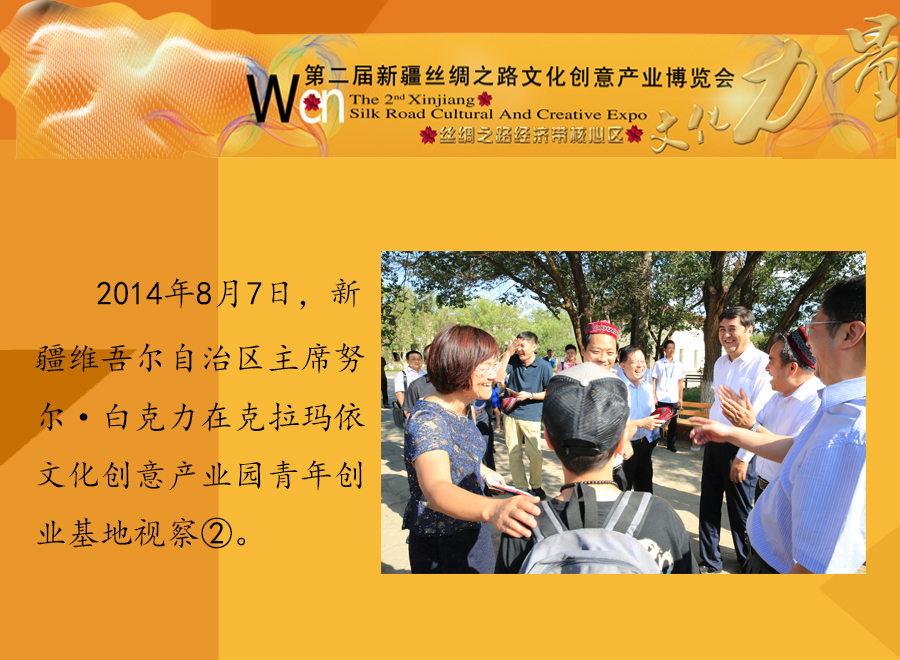 第二届新疆丝绸之路文化创意产业博览会
Wcn
The 2nd Xinjiang
Silk Road Cultural And Creative Expo
丝绸之路经济带核心区
文化力量
2014年8月7日，新
疆维吾尔自治区主席努
尔·白克力在克拉玛依
文化创意产业园青年创
业基地视察②。